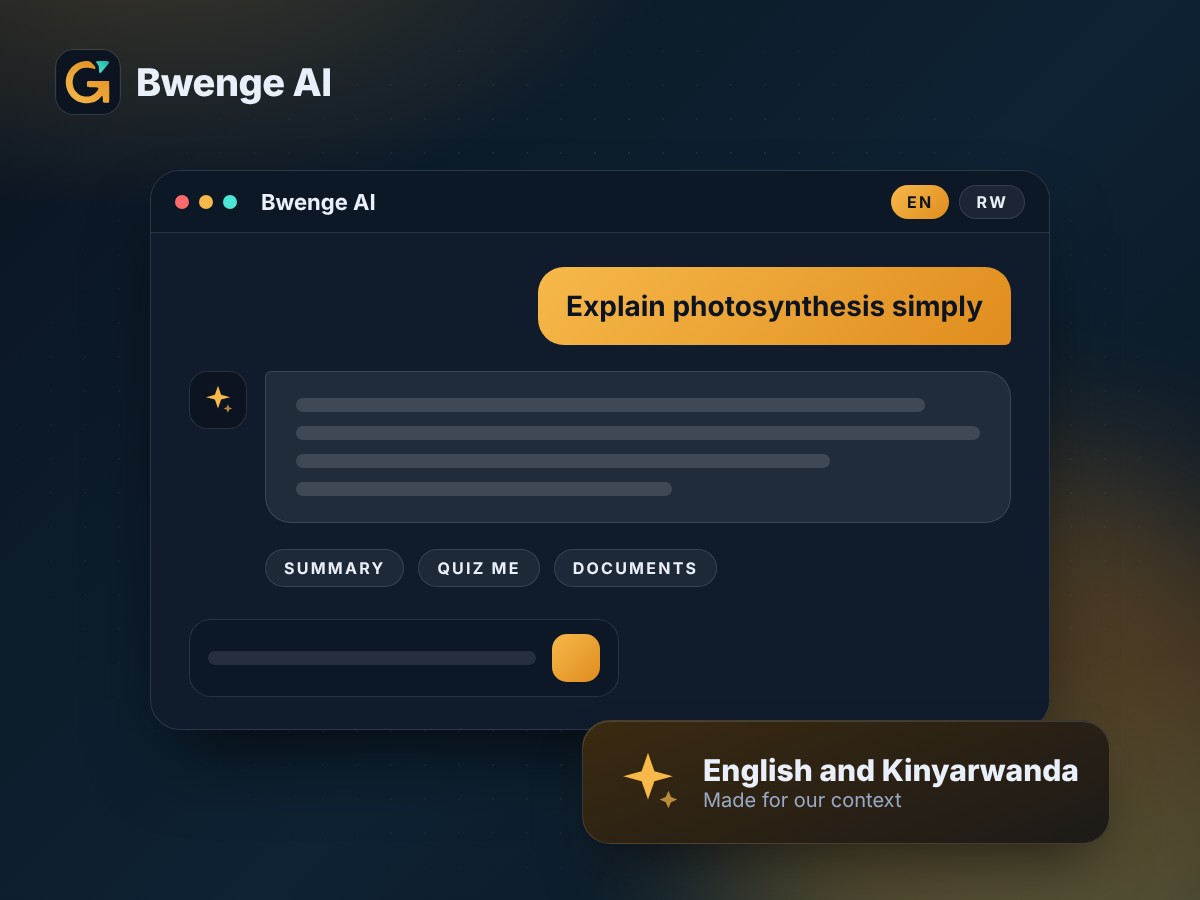 Bwenge AI
Bwenge AI
EN
RW
Explain photosynthesis simply
SUMMARY
QUIZ ME
DOCUMENTS
English and Kinyarwanda
Made for our context